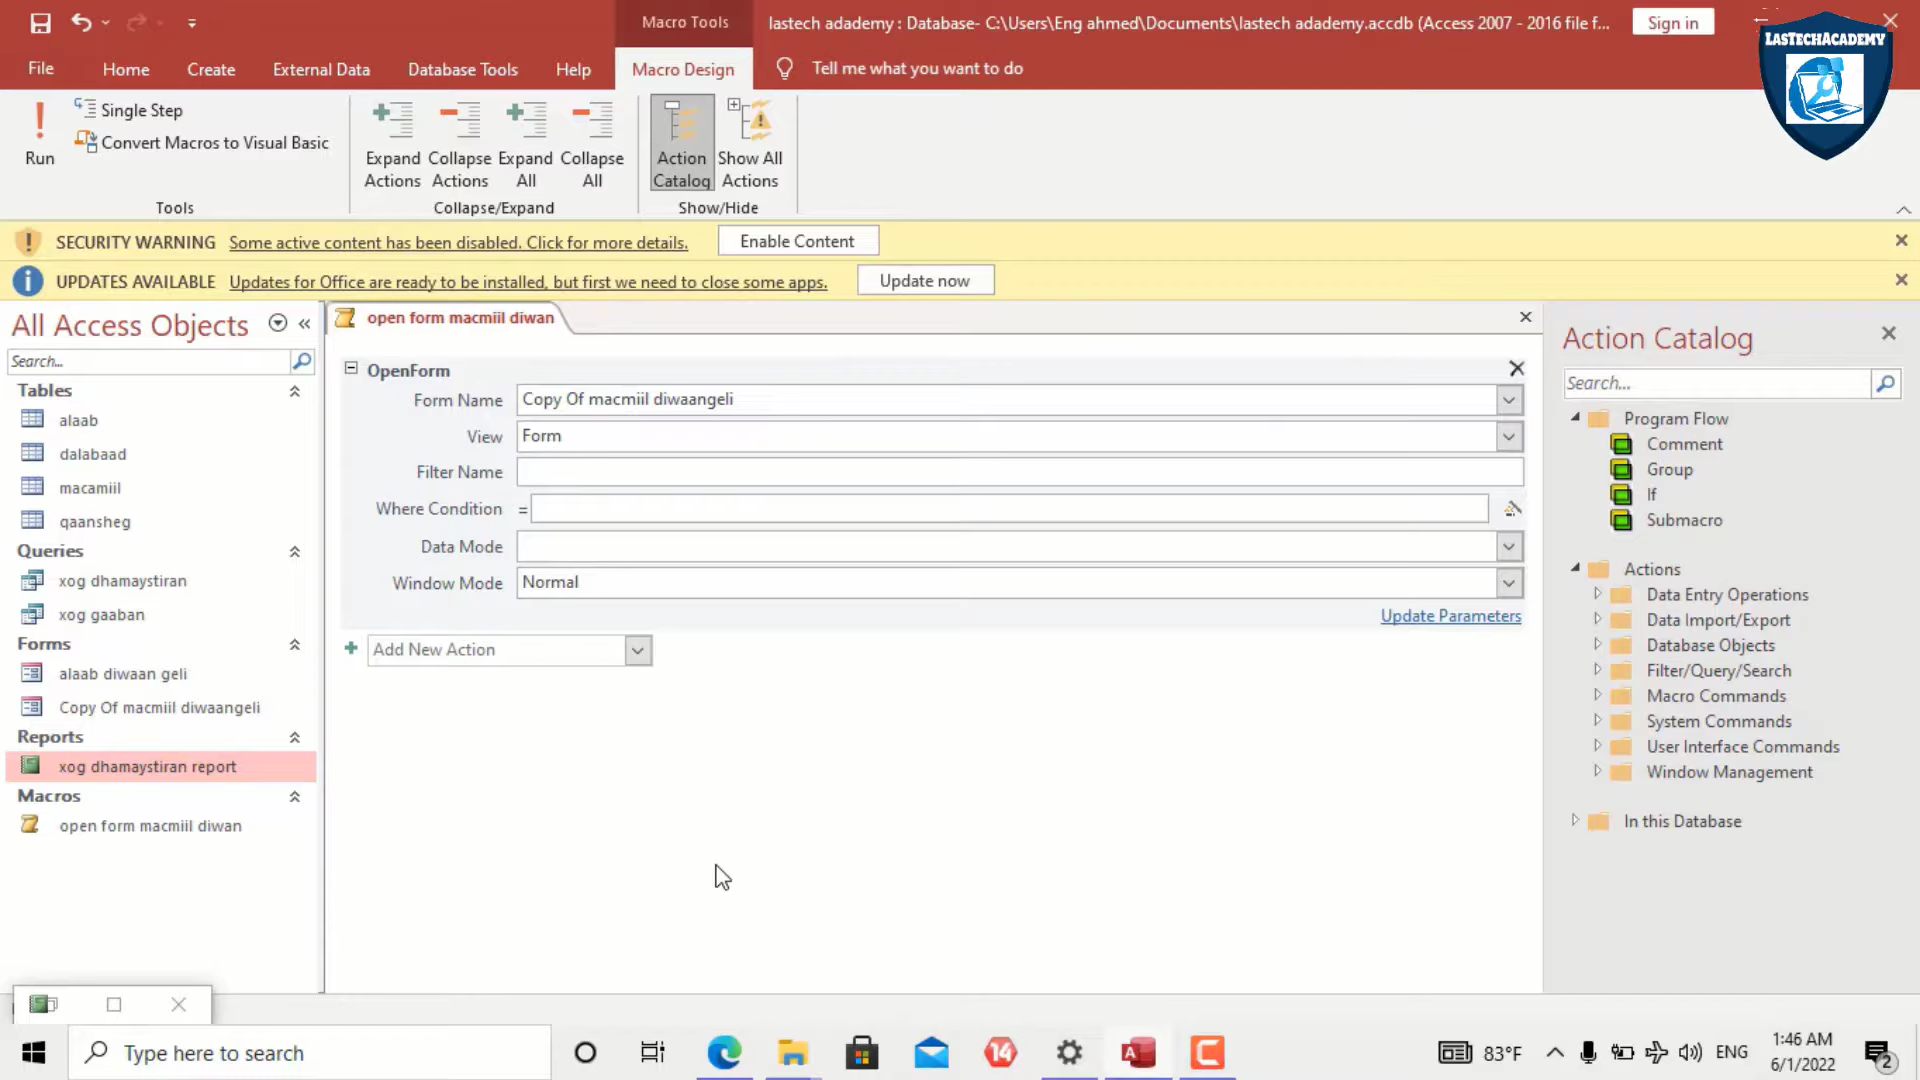 Macro Tools
lastech adademy : Database- C:\Users\Eng ahmed\Documents\lastech adademy.accdb (Access 2007 - 2016 file f...
Sign in
LASTECHACADEMY
File
Home
Create
External Data
Database Tools
Help
Macro Design
Tell me what you want to do
Run
Single Step
Convert Macros to Visual Basic
Expand Actions
Collapse Actions
Expand All
Collapse All
Action Catalog
Show All Actions
Tools
Collapse/Expand
Show/Hide
SECURITY WARNING Some active content has been disabled. Click for more details. Enable Content
UPDATES AVAILABLE Updates for Office are ready to be installed, but first we need to close some apps. Update now
All Access Objects
Search...
Tables
alaab
dalabaad
macamiil
qaansheg
Queries
xog dhamaystiran
xog gaaban
Forms
alaab diwaan geli
Copy Of macmiil diwaangeli
Reports
xog dhamaystiran report
Macros
open form macmiil diwan
open form macmiil diwan
OpenForm
Form Name Copy Of macmiil diwaangeli
View Form
Filter Name
Where Condition =
Data Mode
Window Mode Normal
Update Parameters
Add New Action
Action Catalog
Search...
Program Flow
Comment
Group
If
Submacro
Actions
Data Entry Operations
Data Import/Export
Database Objects
Filter/Query/Search
Macro Commands
System Commands
User Interface Commands
Window Management
In this Database
Type here to search
14
A
83°F
ENG
1:46 AM
6/1/2022
2